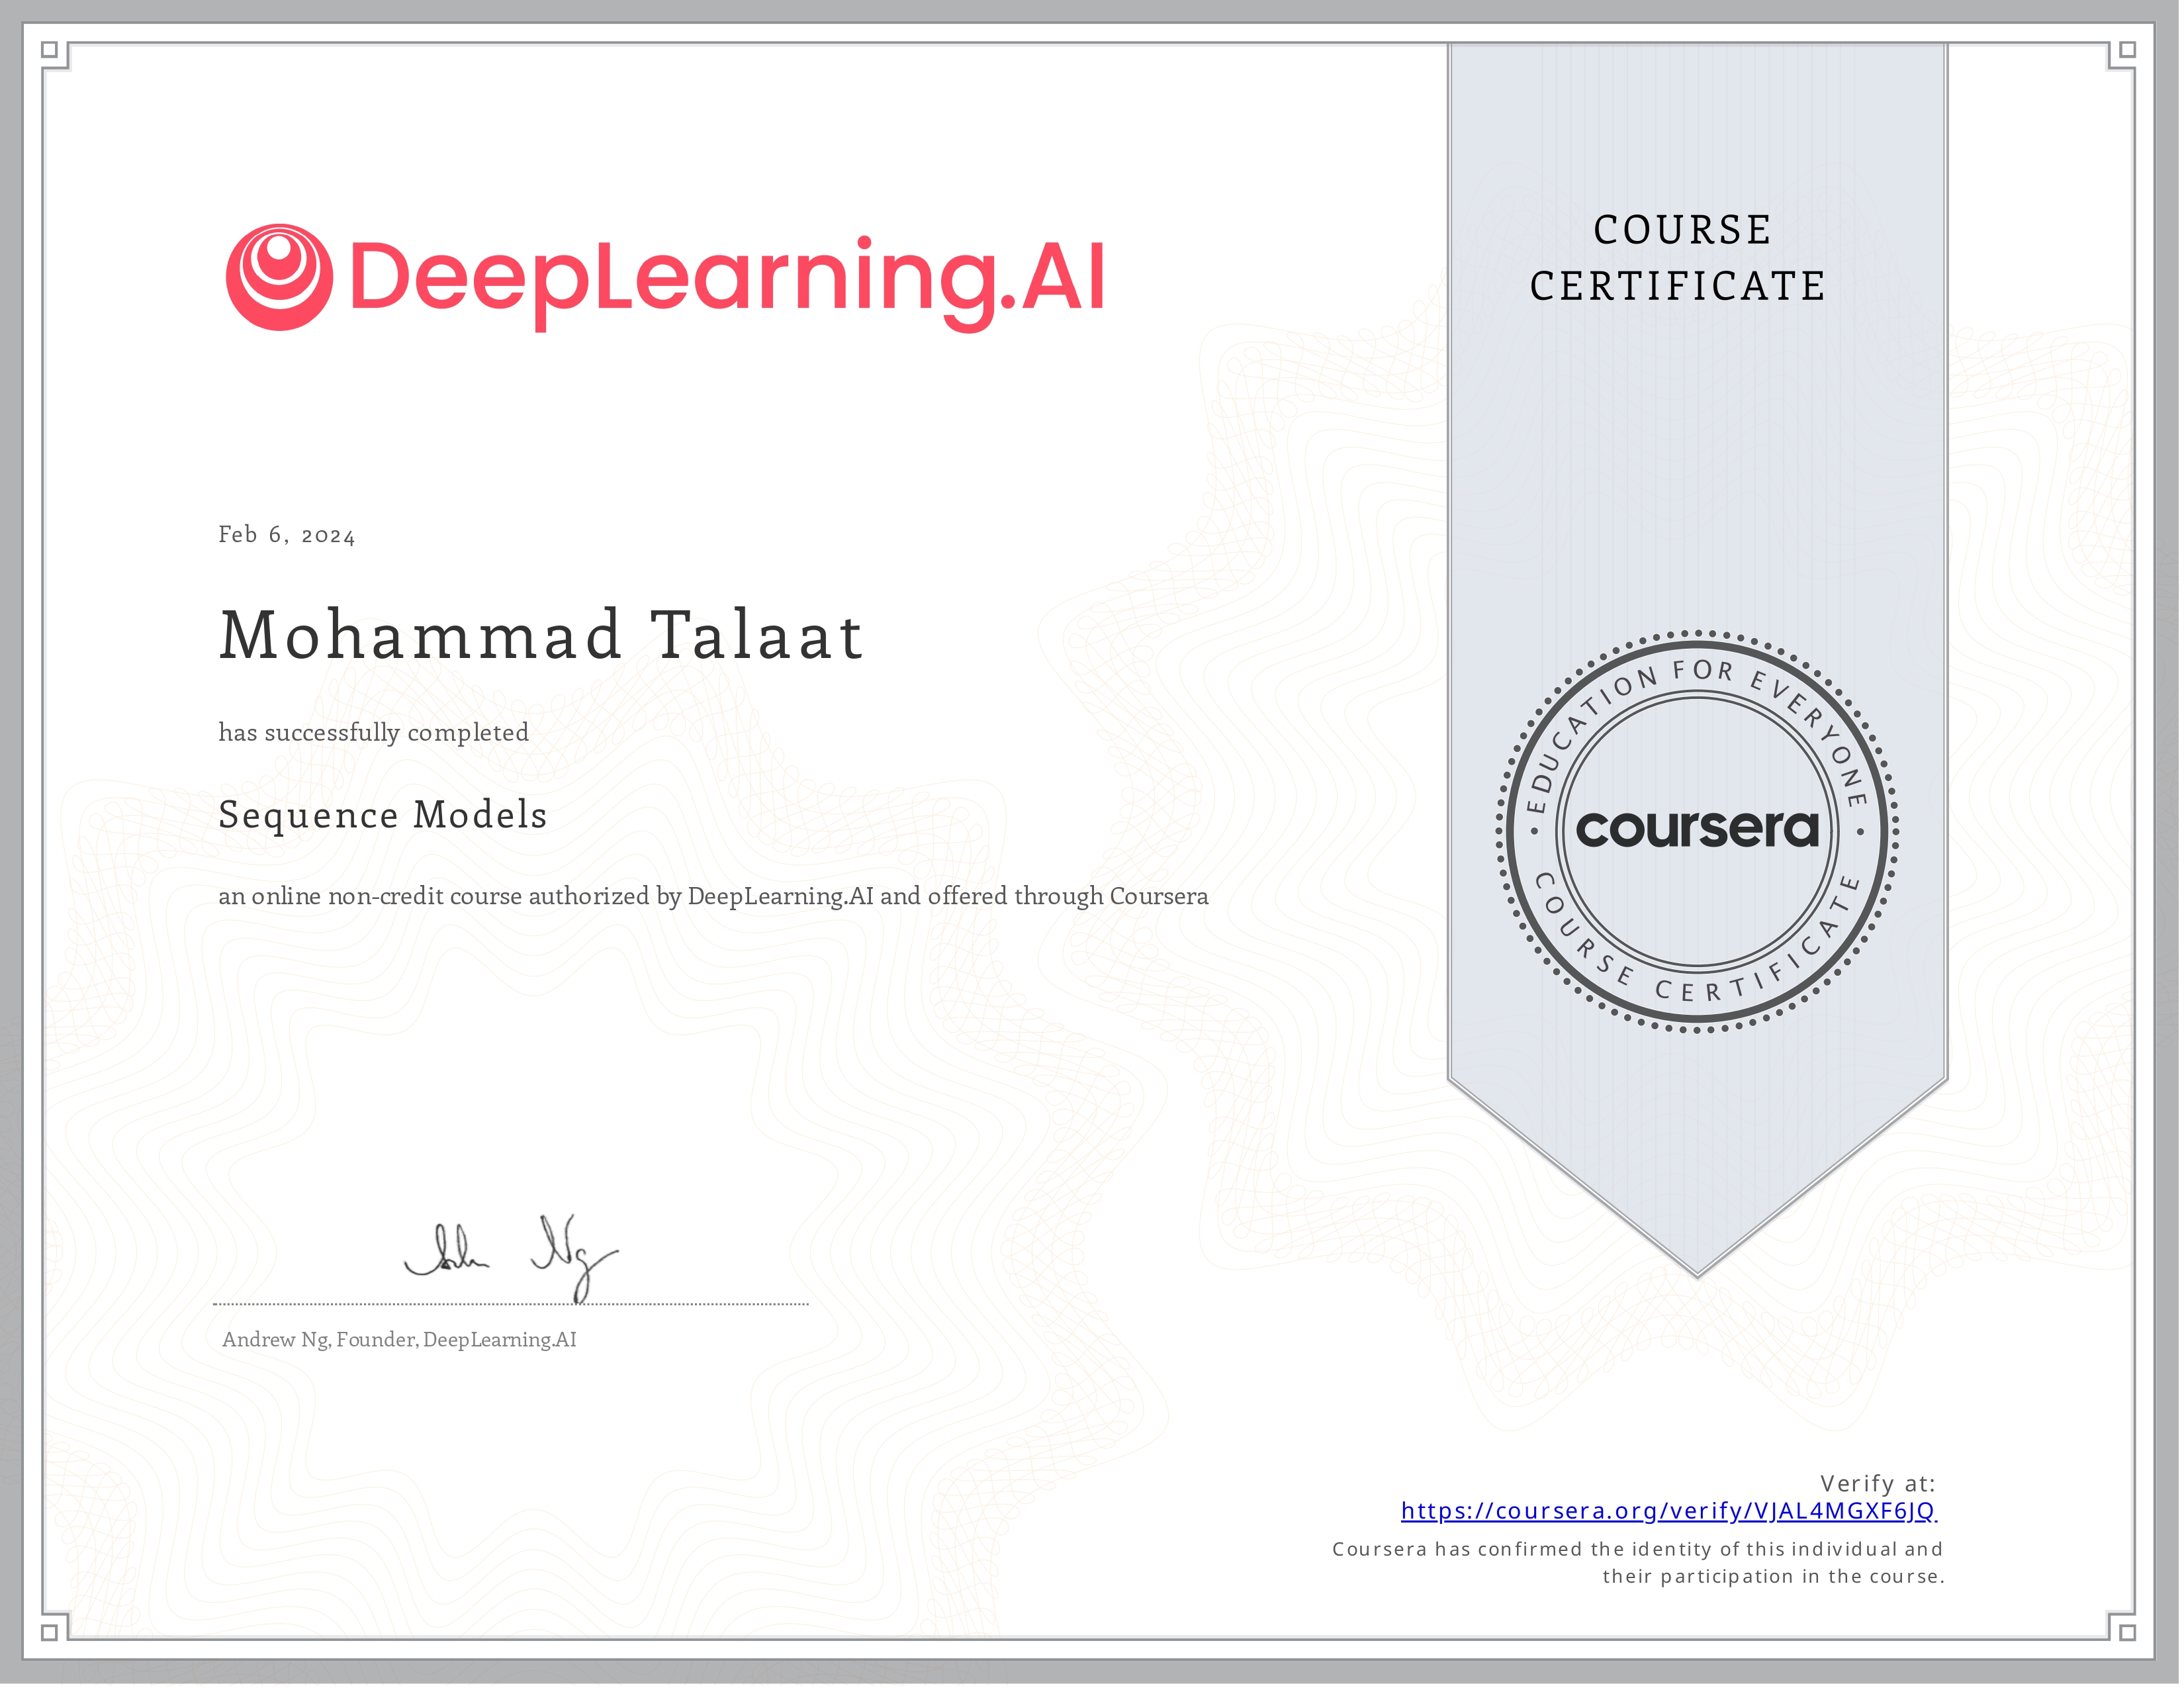 DeepLearning.AI
COURSE
CERTIFICATE
Feb 6, 2024
Mohammad Talaat
has successfully completed
Sequence Models
an online non-credit course authorized by DeepLearning.AI and offered through Coursera
EDUCATION FOR EVERYONE
coursera
COURSE CERTIFICATE
Andrew Ng, Founder, DeepLearning.AI
Verify at:
https://coursera.org/verify/VJAL4MGXF6JQ
Coursera has confirmed the identity of this individual and
their participation in the course.